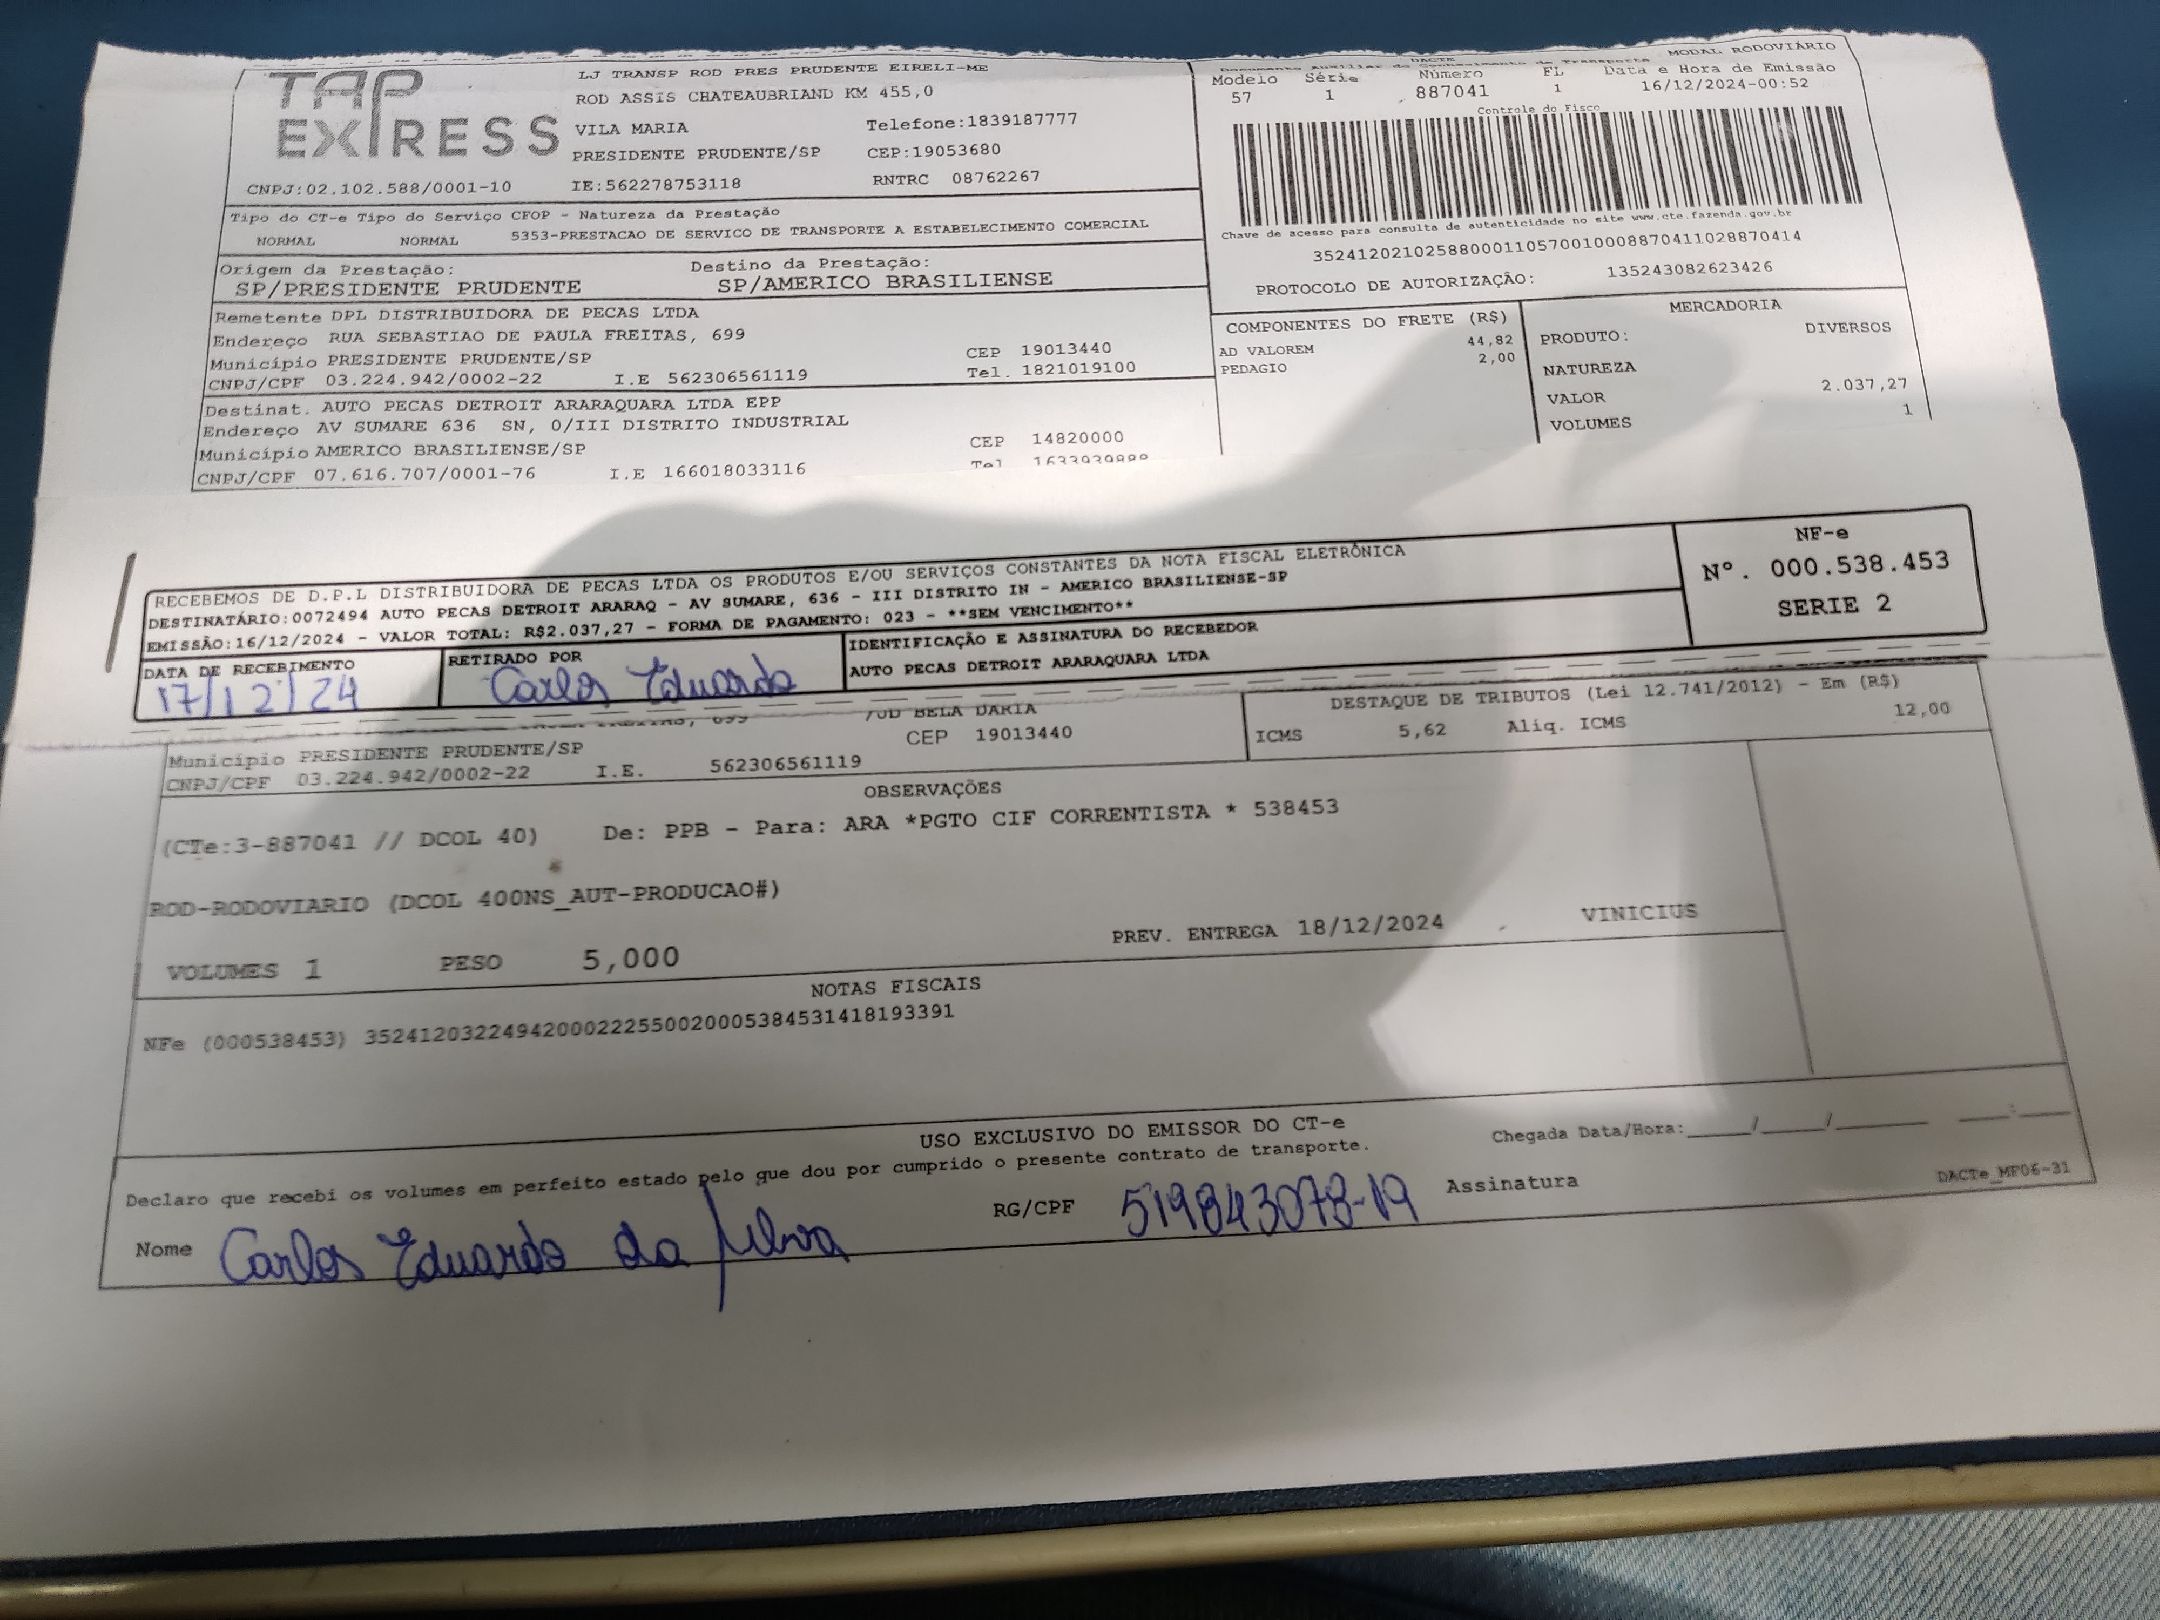 TAP EXPRESS
LJ TRANSP ROD PRES PRUDENTE EIRELI-ME
ROD ASSIS CHATEAUBRIAND KM 455,0
VILA MARIA Telefone:1839187777
PRESIDENTE PRUDENTE/SP CEP:19053680
CNPJ:02.102.588/0001-10 IE:562278753118 RNTRC 08762267
Tipo do CT-e Tipo do Serviço CFOP - Natureza da Prestação
NORMAL NORMAL 5353-PRESTACAO DE SERVICO DE TRANSPORTE A ESTABELECIMENTO COMERCIAL
Origem da Prestação: Destino da Prestação:
SP/PRESIDENTE PRUDENTE SP/AMERICO BRASILIENSE
Remetente DPL DISTRIBUIDORA DE PECAS LTDA
Endereço RUA SEBASTIAO DE PAULA FREITAS, 699
Município PRESIDENTE PRUDENTE/SP CEP 19013440
CNPJ/CPF 03.224.942/0002-22 I.E 562306561119 Tel. 1821019100
Destinat. AUTO PECAS DETROIT ARARAQUARA LTDA EPP
Endereço AV SUMARE 636 SN, 0/III DISTRITO INDUSTRIAL
Município AMERICO BRASILIENSE/SP CEP 14820000
CNPJ/CPF 07.616.707/0001-76 I.E 166018033116 Tel
DACTE MODAL RODOVIÁRIO
Documento Auxiliar do Conhecimento de Transporte
Modelo Série Número FL Data e Hora de Emissão
57 1 887041 1 16/12/2024-00:52
Controle do Fisco
Chave de acesso para consulta de autenticidade no site www.cte.fazenda.gov.br
35241202102588000110570010008870411028870414
PROTOCOLO DE AUTORIZAÇÃO: 135243082623426
COMPONENTES DO FRETE (R$)
AD VALOREM 44,82
PEDAGIO 2,00
MERCADORIA
PRODUTO: DIVERSOS
NATUREZA
VALOR 2.037,27
VOLUMES 1
RECEBEMOS DE D.P.L DISTRIBUIDORA DE PECAS LTDA OS PRODUTOS E/OU SERVIÇOS CONSTANTES DA NOTA FISCAL ELETRÔNICA
DESTINATÁRIO:0072494 AUTO PECAS DETROIT ARARAQ - AV SUMARE, 636 - III DISTRITO IN - AMERICO BRASILIENSE-SP
EMISSÃO:16/12/2024 - VALOR TOTAL: R$2.037,27 - FORMA DE PAGAMENTO: 023 - **SEM VENCIMENTO**
NF-e
Nº. 000.538.453
SERIE 2
DATA DE RECEBIMENTO
17/12/24
RETIRADO POR
Carlos Eduardo
IDENTIFICAÇÃO E ASSINATURA DO RECEBEDOR
AUTO PECAS DETROIT ARARAQUARA LTDA
Município PRESIDENTE PRUDENTE/SP CEP 19013440
CNPJ/CPF 03.224.942/0002-22 I.E. 562306561119
DESTAQUE DE TRIBUTOS (Lei 12.741/2012) - Em (R$)
ICMS 5,62 Aliq. ICMS 12,00
OBSERVAÇÕES
(CTe:3-887041 // DCOL 40) De: PPB - Para: ARA *PGTO CIF CORRENTISTA * 538453
ROD-RODOVIARIO (DCOL 400NS_AUT-PRODUCAO#)
VOLUMES 1 PESO 5,000 PREV. ENTREGA 18/12/2024 VINICIUS
NOTAS FISCAIS
NFe (000538453) 35241203224942000222550020005384531418193391
USO EXCLUSIVO DO EMISSOR DO CT-e
Declaro que recebi os volumes em perfeito estado pelo que dou por cumprido o presente contrato de transporte.
Chegada Data/Hora:_____/_____/_______ ___:___
Nome Carlos Eduardo da Silva RG/CPF 519843078-19 Assinatura
DACTe_MF06-31